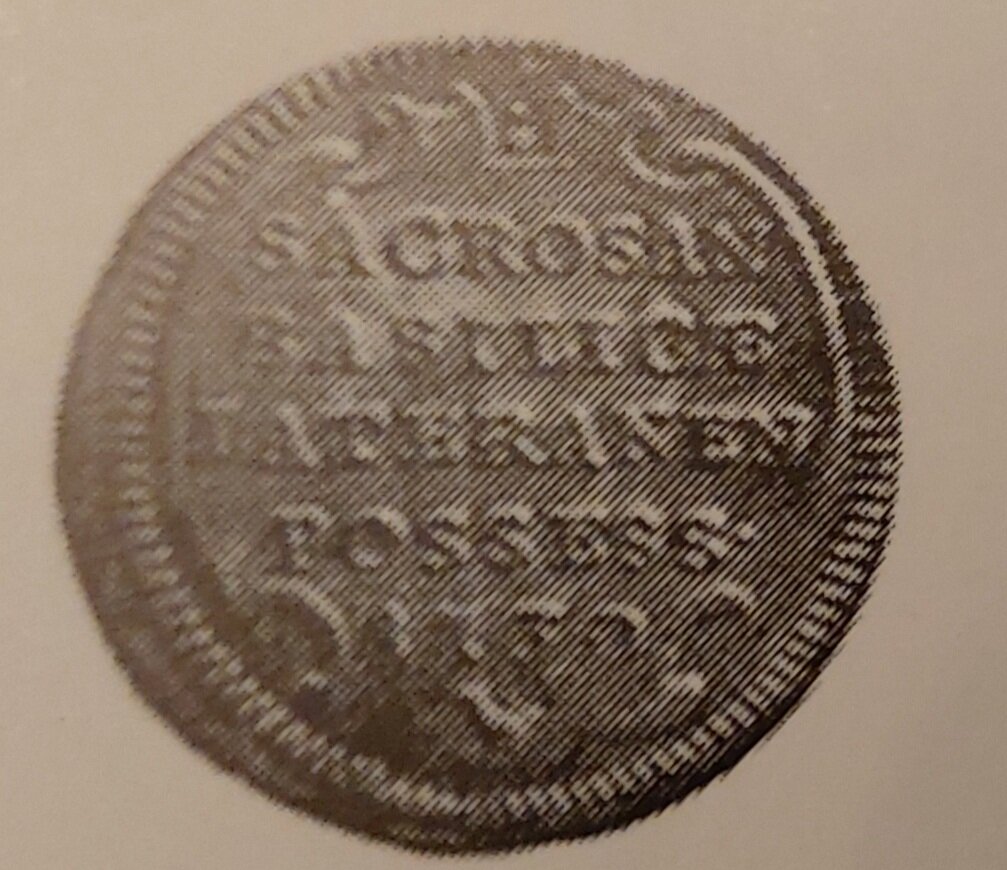 SACROSAN
BASILICÆ
LATERANEN
POSSESS·